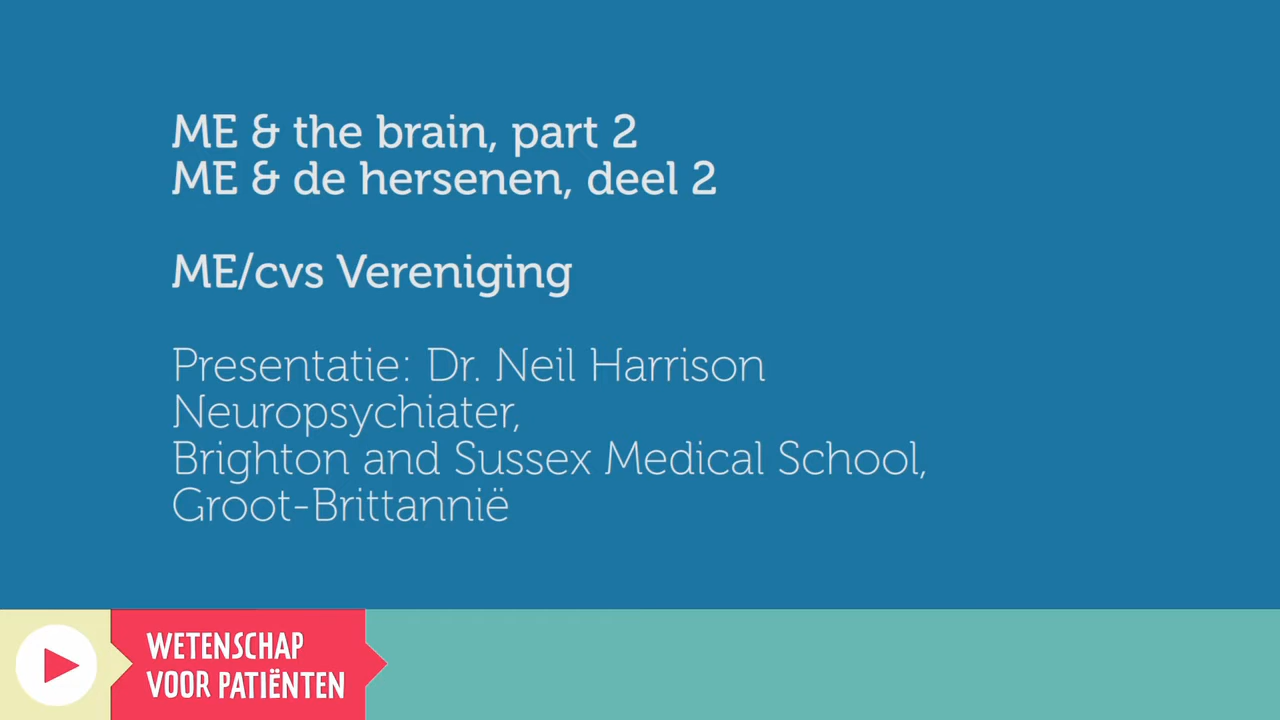 ME & the brain, part 2
ME & de hersenen, deel 2
ME/cvs Vereniging
Presentatie: Dr. Neil Harrison
Neuropsychiater,
Brighton and Sussex Medical School,
Groot-Brittannië
WETENSCHAP
VOOR PATIËNTEN